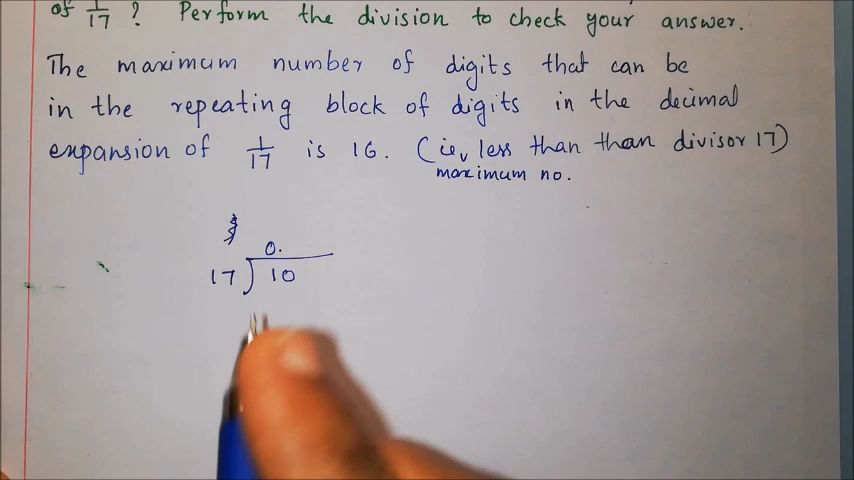 of 1/17 ? Perform the division to check your answer.
The maximum number of digits that can be
in the repeating block of digits in the decimal
expansion of 1/17 is 16. (ie, less than than divisor 17)
maximum no.
0.
17 ) 10